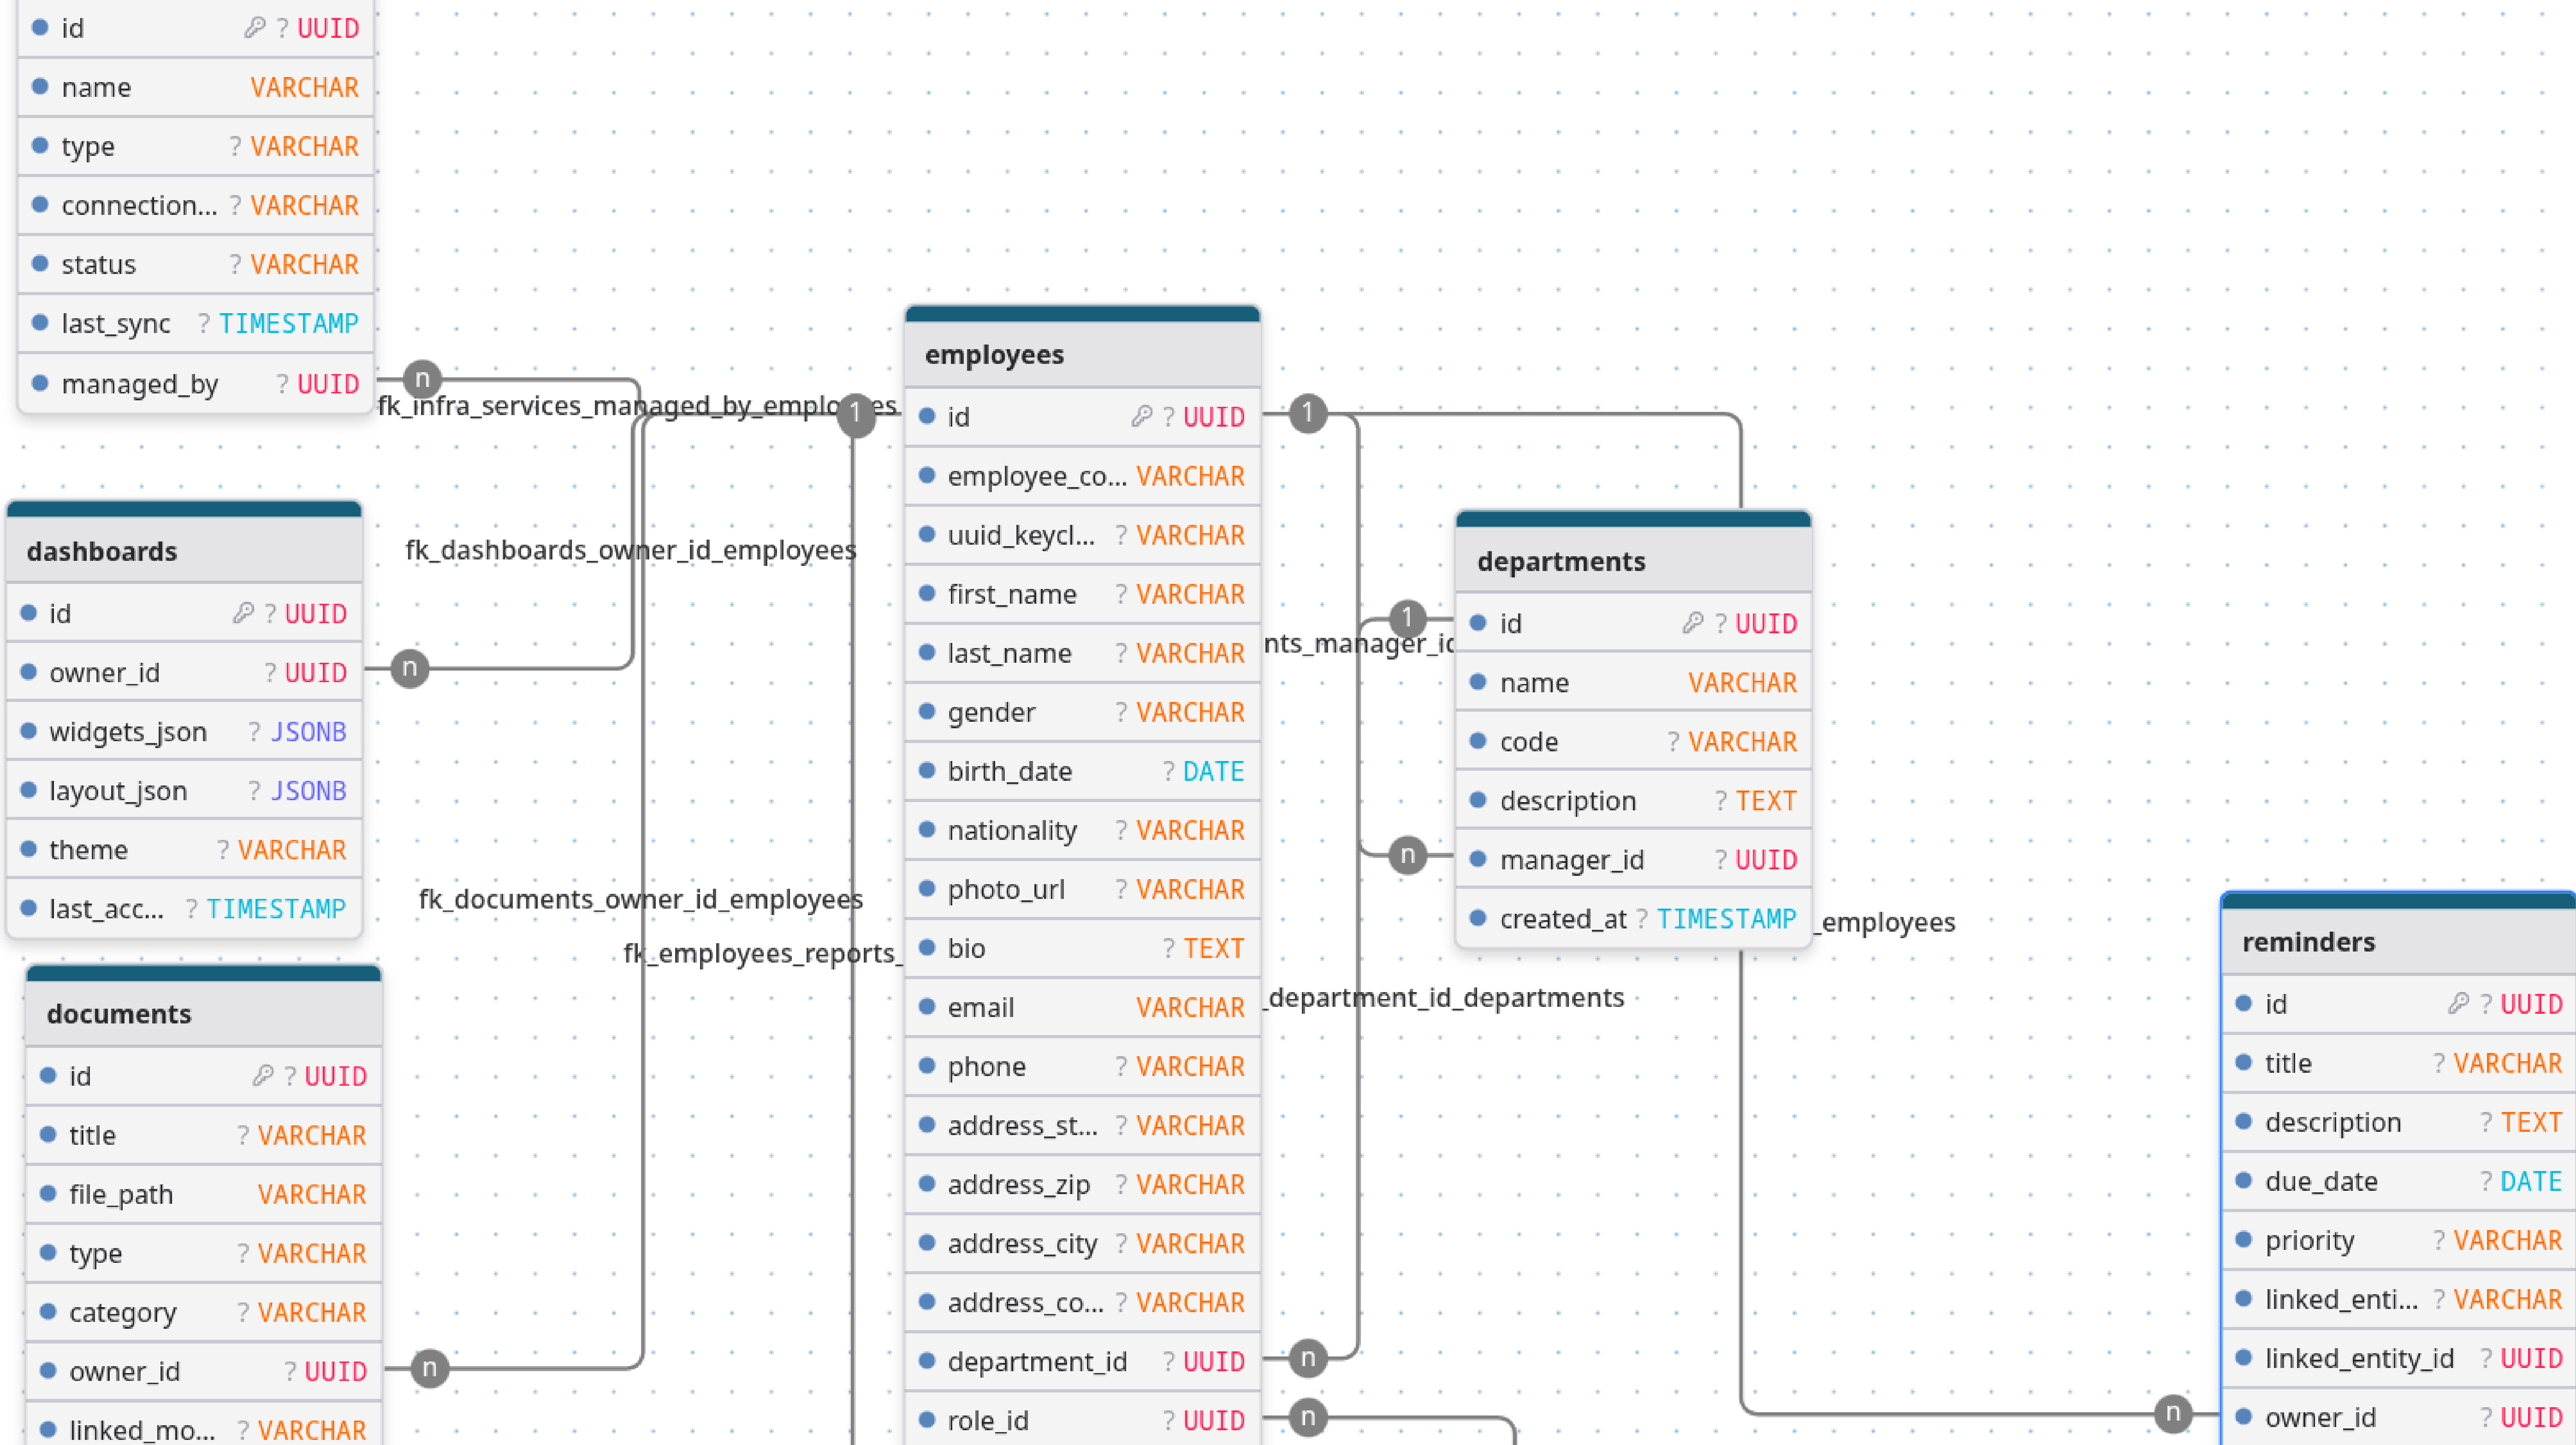 id ? UUID
name VARCHAR
type ? VARCHAR
connection... ? VARCHAR
status ? VARCHAR
last_sync ? TIMESTAMP
managed_by ? UUID
n
fk_infra_services_managed_by_employees
1
dashboards
id ? UUID
owner_id ? UUID
n
widgets_json ? JSONB
layout_json ? JSONB
theme ? VARCHAR
last_acc... ? TIMESTAMP
fk_dashboards_owner_id_employees
fk_documents_owner_id_employees
fk_employees_reports_
documents
id ? UUID
title ? VARCHAR
file_path VARCHAR
type ? VARCHAR
category ? VARCHAR
owner_id ? UUID
n
linked_mo... ? VARCHAR
employees
id ? UUID
1
employee_co... VARCHAR
uuid_keycl... ? VARCHAR
first_name ? VARCHAR
last_name ? VARCHAR
gender ? VARCHAR
birth_date ? DATE
nationality ? VARCHAR
photo_url ? VARCHAR
bio ? TEXT
email VARCHAR
phone ? VARCHAR
address_st... ? VARCHAR
address_zip ? VARCHAR
address_city ? VARCHAR
address_co... ? VARCHAR
department_id ? UUID
n
role_id ? UUID
n
nts_manager_id
_department_id_departments
departments
1
id ? UUID
name VARCHAR
code ? VARCHAR
description ? TEXT
n
manager_id ? UUID
created_at ? TIMESTAMP
_employees
reminders
id ? UUID
title ? VARCHAR
description ? TEXT
due_date ? DATE
priority ? VARCHAR
linked_enti... ? VARCHAR
linked_entity_id ? UUID
n
owner_id ? UUID